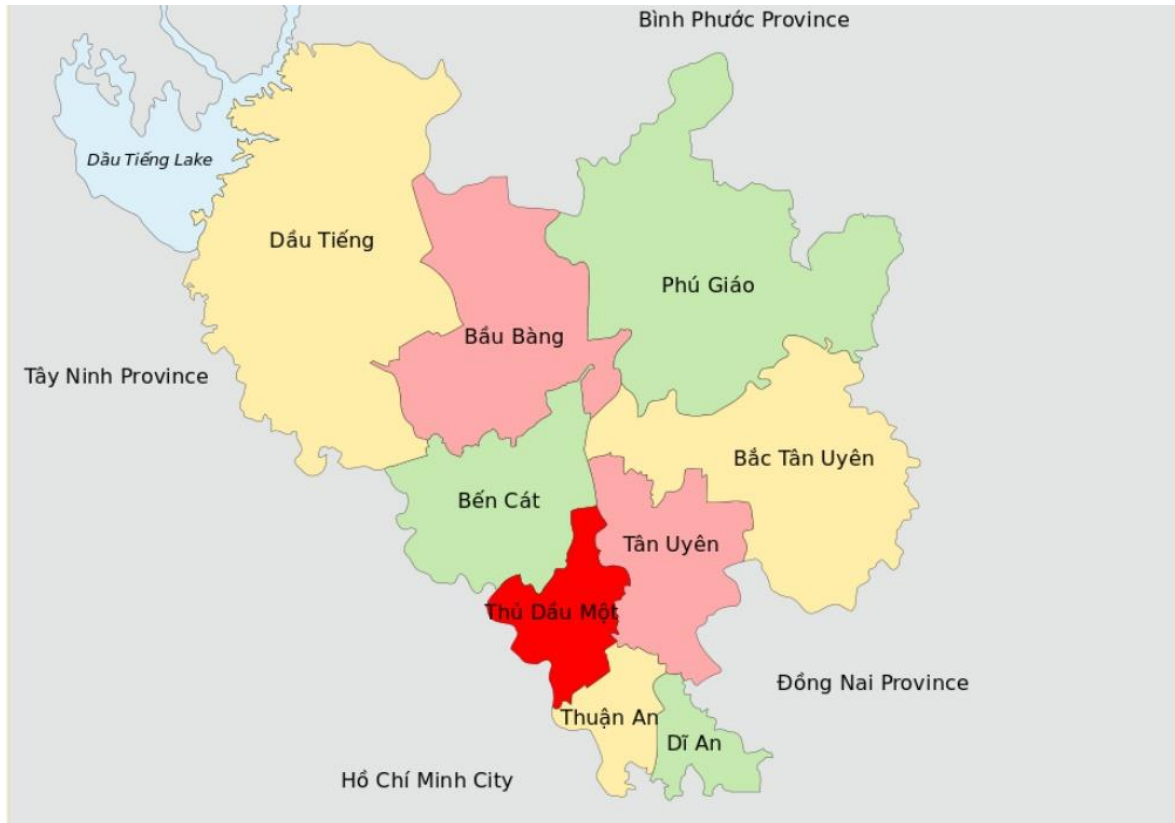 Bình Phước Province
Dầu Tiếng Lake
Dầu Tiếng
Phú Giáo
Bầu Bàng
Tây Ninh Province
Bắc Tân Uyên
Bến Cát
Tân Uyên
Thủ Dầu Một
Đồng Nai Province
Thuận An
Dĩ An
Hồ Chí Minh City